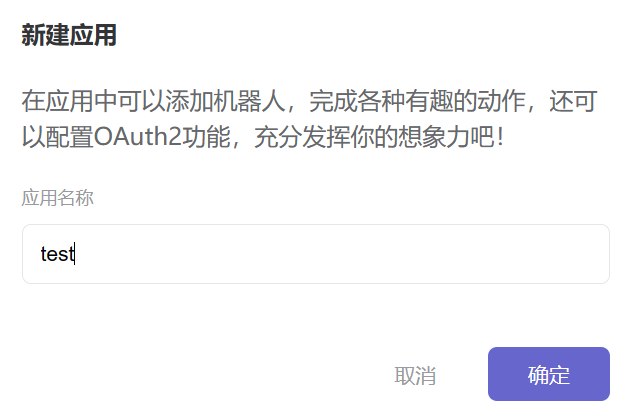 新建应用
在应用中可以添加机器人，完成各种有趣的动作，还可
以配置OAuth2功能，充分发挥你的想象力吧！
应用名称
test
取消
确定